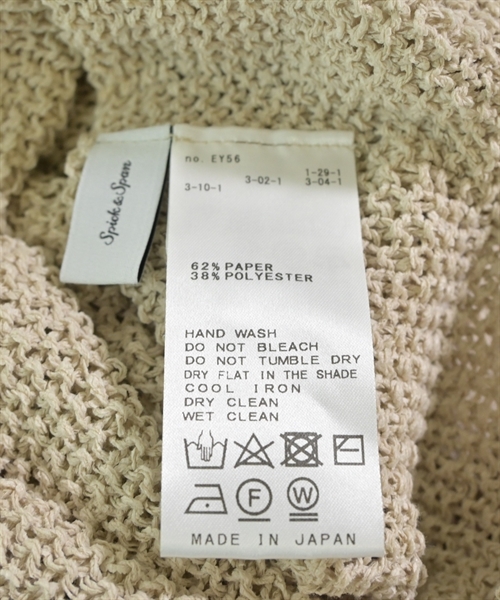 Spick & Span
no. EY56
1-29-1
3-10-1 3-02-1 3-04-1
62% PAPER
38% POLYESTER
HAND WASH
DO NOT BLEACH
DO NOT TUMBLE DRY
DRY FLAT IN THE SHADE
COOL IRON
DRY CLEAN
WET CLEAN
F W
MADE IN JAPAN